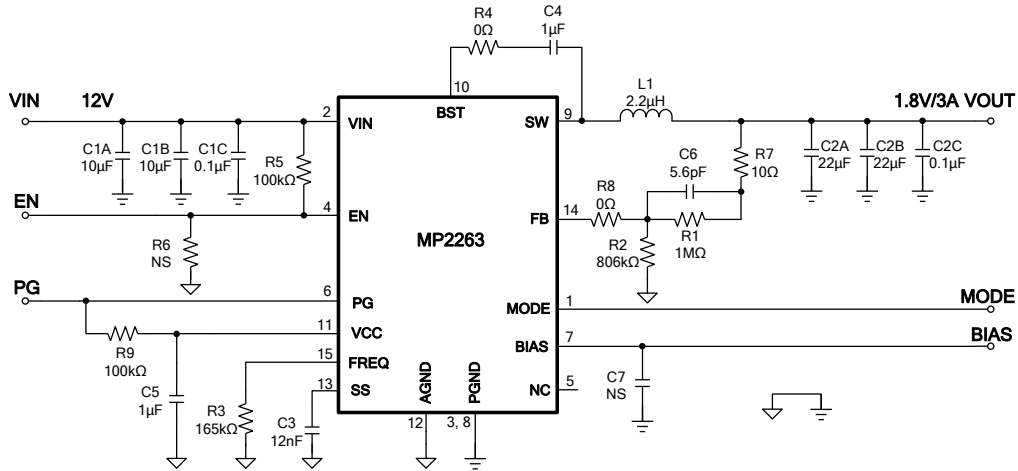 R4
0Ω
C4
1µF
10
BST
VIN
12V
2
VIN
C1A
10µF
C1B
10µF
C1C
0.1µF
R5
100kΩ
SW
9
L1
2.2µH
1.8V/3A VOUT
C6
5.6pF
R7
10Ω
C2A
22µF
C2B
22µF
C2C
0.1µF
EN
4
EN
R6
NS
MP2263
FB
14
R8
0Ω
R2
806kΩ
R1
1MΩ
PG
6
PG
MODE
1
MODE
11
VCC
R9
100kΩ
BIAS
7
BIAS
15
FREQ
C5
1µF
R3
165kΩ
13
SS
C3
12nF
NC
5
C7
NS
AGND
PGND
12
3, 8